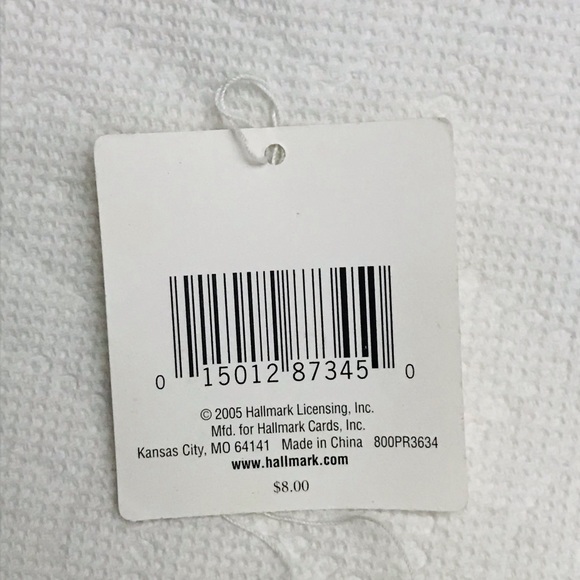 0 15012 87345 0
© 2005 Hallmark Licensing, Inc.
Mfd. for Hallmark Cards, Inc.
Kansas City, MO 64141 Made in China 800PR3634
www.hallmark.com
$8.00